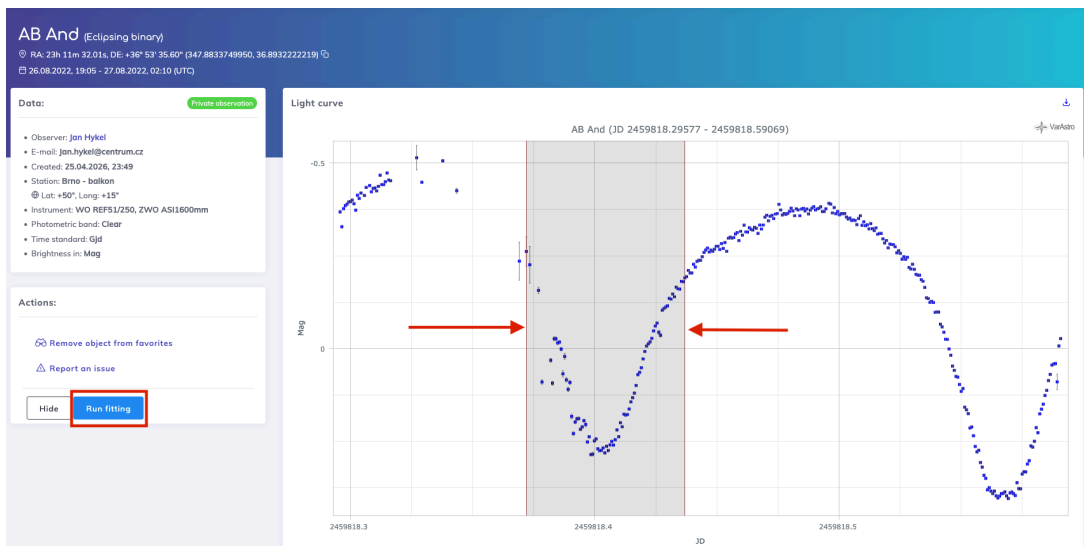 AB And (Eclipsing binary)
RA: 23h 11m 32.01s, DE: +36° 53' 35.60" (347.8833749950, 36.8932222219)
26.08.2022, 19:05 - 27.08.2022, 02:10 (UTC)
Data:
Private observation
• Observer: Jan Hykel
• E-mail: Jan.hykel@centrum.cz
• Created: 25.04.2026, 23:49
• Station: Brno - balkon
Lat: +50°, Long: +15°
• Instrument: WO REF51/250, ZWO ASI1600mm
• Photometric band: Clear
• Time standard: Gjd
• Brightness in: Mag
Actions:
Remove object from favorites
Report an issue
Hide
Run fitting
Light curve
AB And (JD 2459818.29577 - 2459818.59069)
VarAstro
-0.5
Mag
0
2459818.3
2459818.4
2459818.5
JD